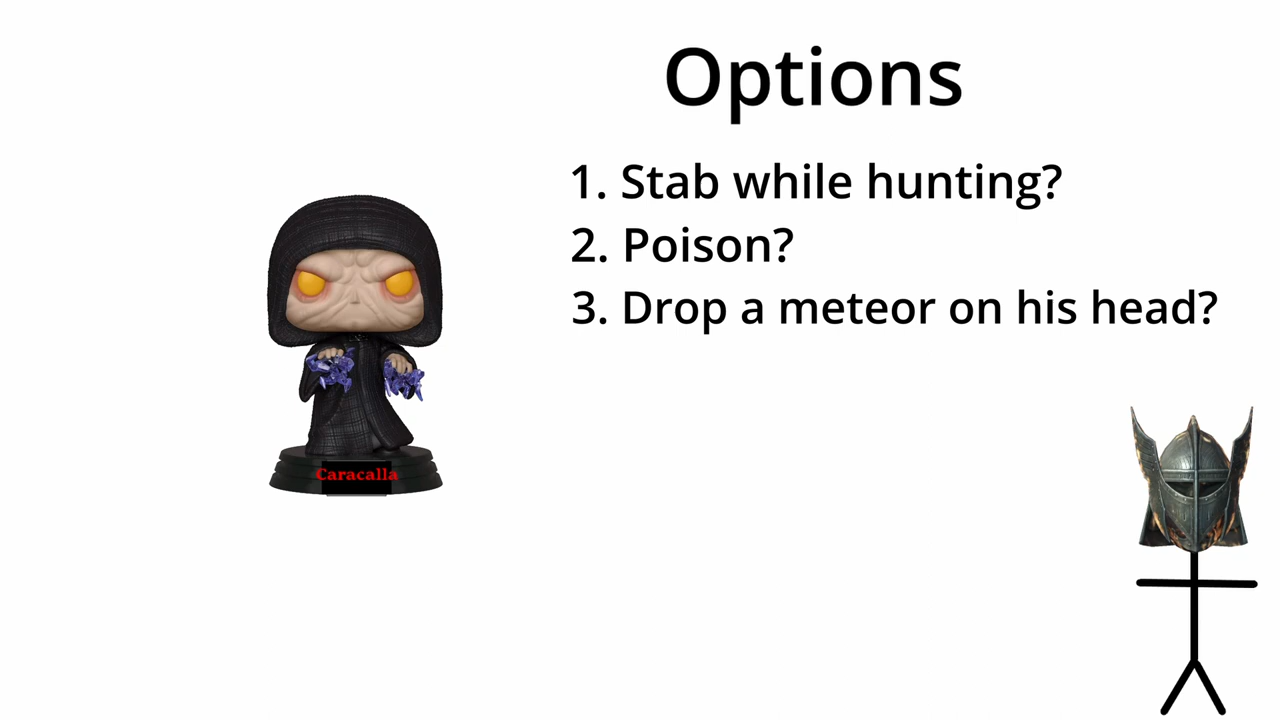 Options
1. Stab while hunting?
2. Poison?
3. Drop a meteor on his head?
Caracalla